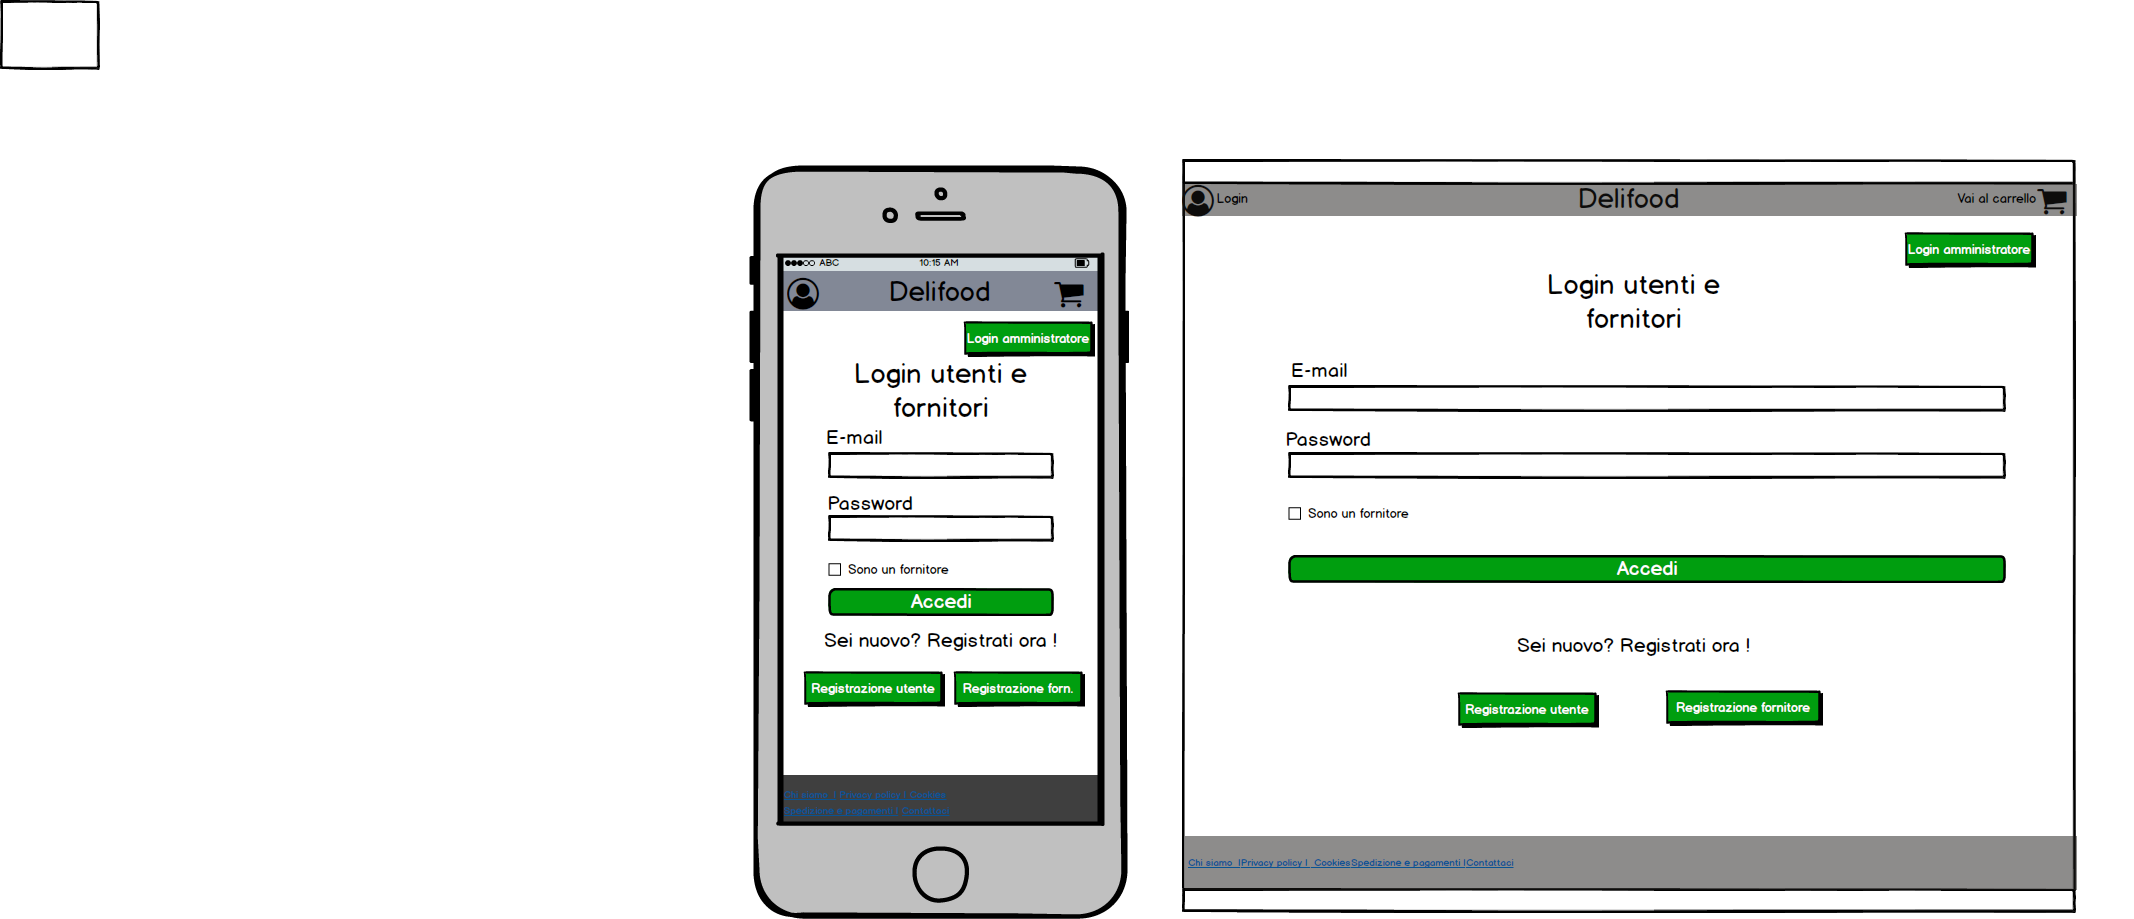 ABC 10:15 AM
Delifood
Login amministratore
Login utenti e
fornitori
E-mail
Password
Sono un fornitore
Accedi
Sei nuovo? Registrati ora !
Registrazione utente Registrazione forn.
Chi siamo | Privacy policy | Cookies
Spedizione e pagamenti | Contattaci
Login Delifood Vai al carrello
Login amministratore
Login utenti e
fornitori
E-mail
Password
Sono un fornitore
Accedi
Sei nuovo? Registrati ora !
Registrazione utente Registrazione fornitore
Chi siamo |Privacy policy | CookiesSpedizione e pagamenti |Contattaci